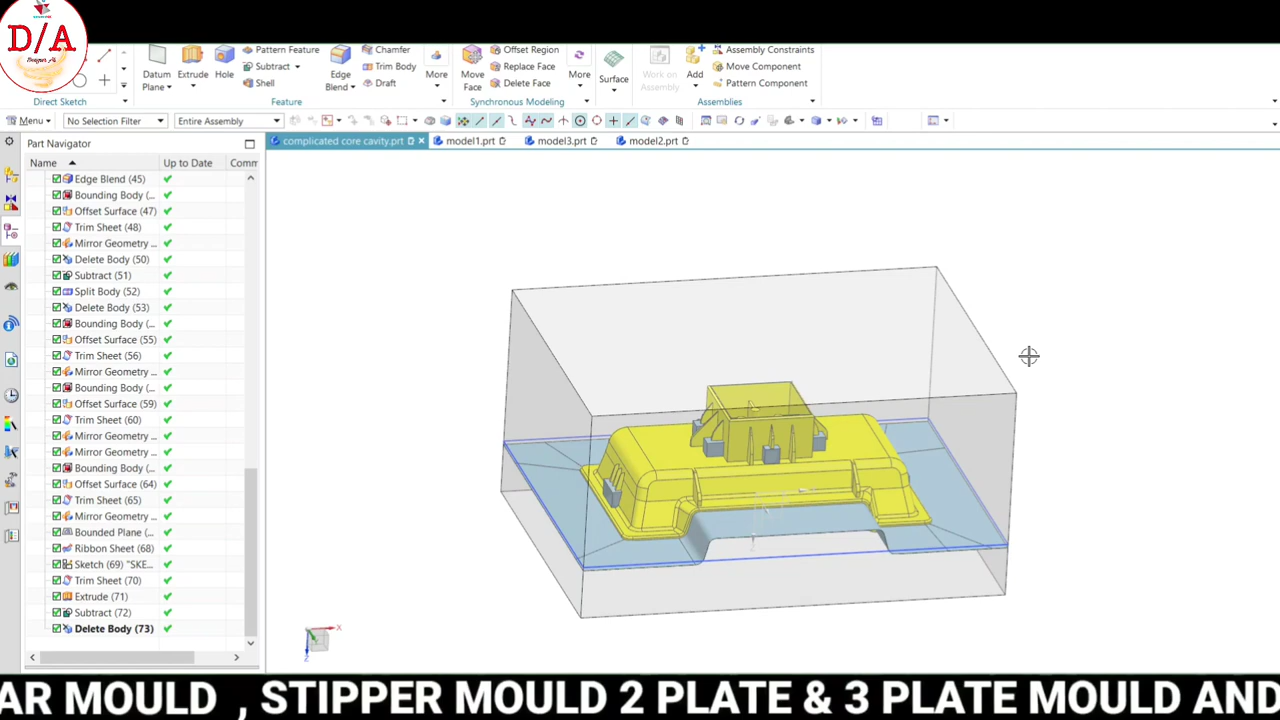 D/A
Designer Adi
Pattern Feature
Subtract
Shell
Chamfer
Trim Body
Draft
Offset Region
Replace Face
Delete Face
Assembly Constraints
Move Component
Pattern Component
Datum Plane
Extrude
Hole
Edge Blend
More
Move Face
More
Surface
Work on Assembly
Add
Direct Sketch
Feature
Synchronous Modeling
Assemblies
Menu
No Selection Filter
Entire Assembly
Part Navigator
complicated core cavity.prt
model1.prt
model3.prt
model2.prt
Name
Up to Date
Comm
Edge Blend (45)
Bounding Body (...
Offset Surface (47)
Trim Sheet (48)
Mirror Geometry ...
Delete Body (50)
Subtract (51)
Split Body (52)
Delete Body (53)
Bounding Body (...
Offset Surface (55)
Trim Sheet (56)
Mirror Geometry ...
Bounding Body (...
Offset Surface (59)
Trim Sheet (60)
Mirror Geometry ...
Mirror Geometry ...
Bounding Body (...
Offset Surface (64)
Trim Sheet (65)
Mirror Geometry ...
Bounded Plane (...
Ribbon Sheet (68)
Sketch (69) "SKE...
Trim Sheet (70)
Extrude (71)
Subtract (72)
Delete Body (73)
X
Z
AR MOULD , STIPPER MOULD 2 PLATE & 3 PLATE MOULD AND